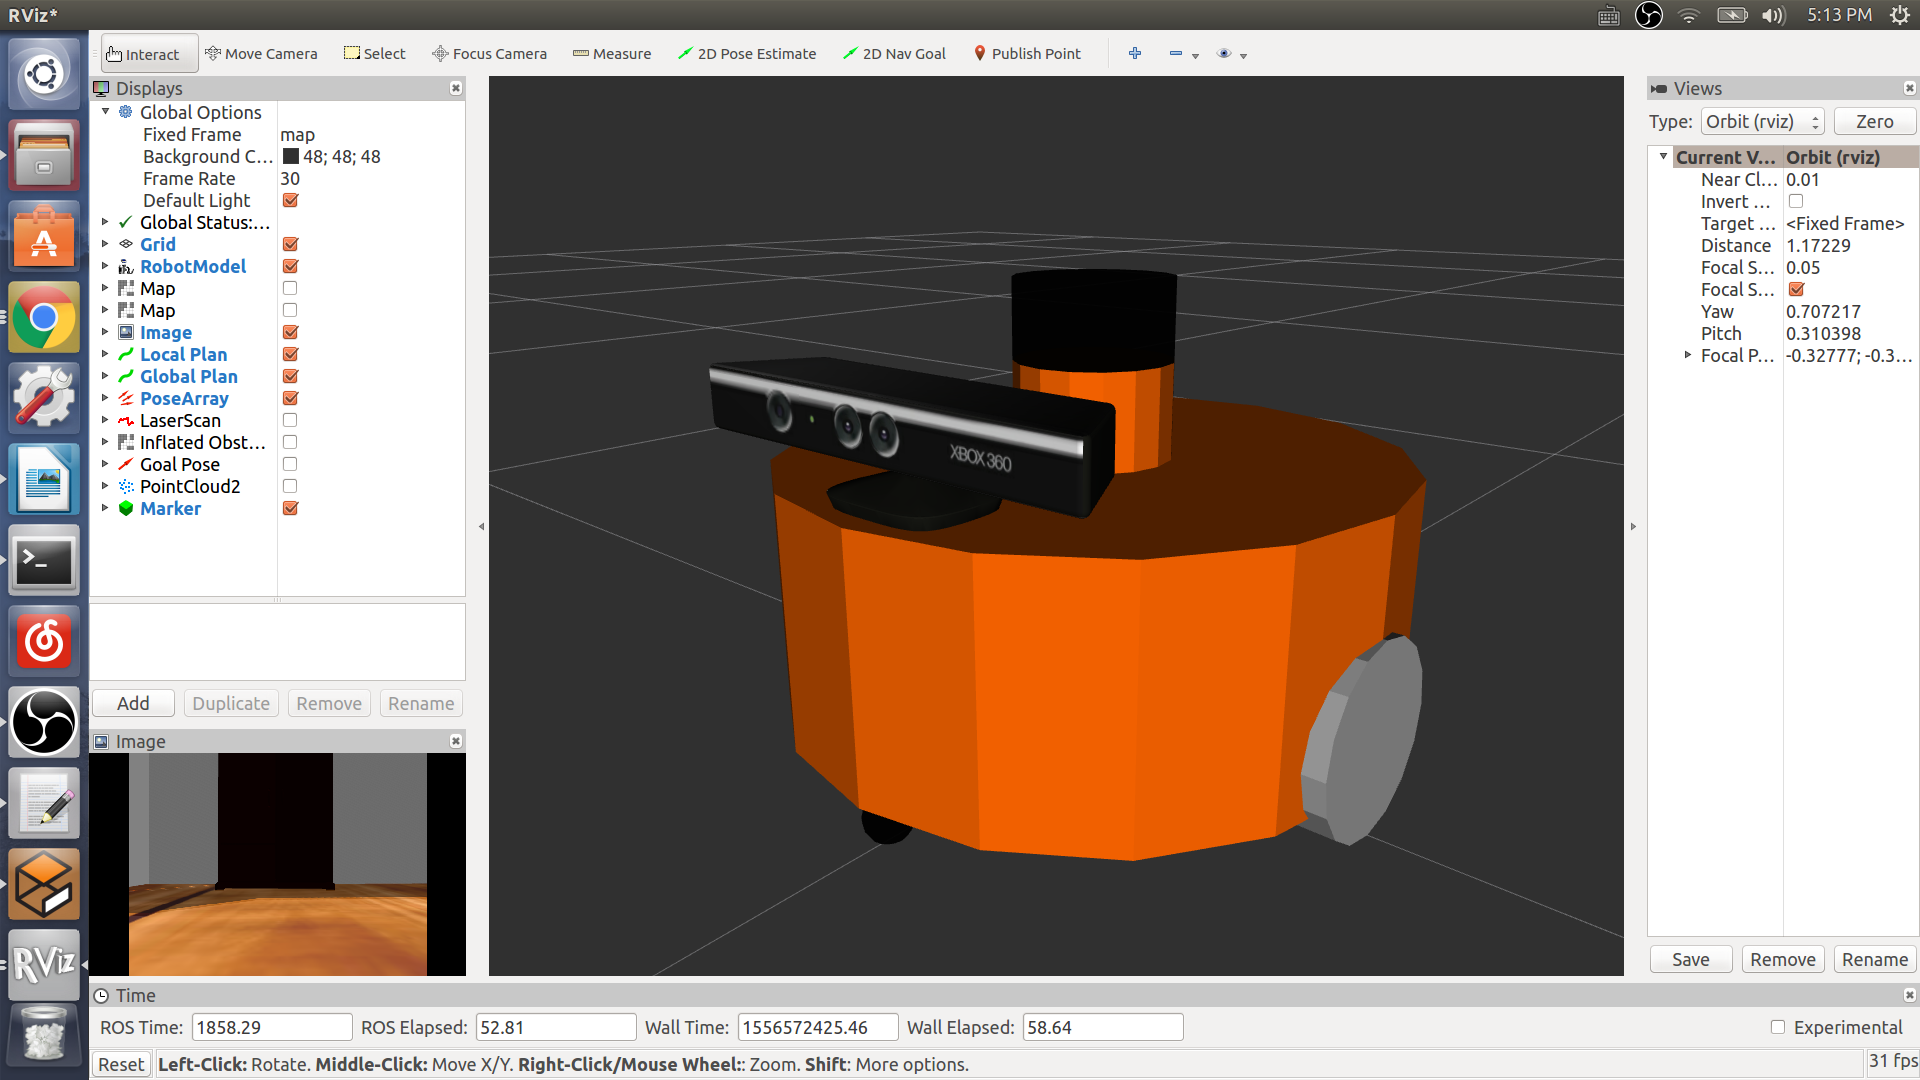 RViz*
5:13 PM
Interact
Move Camera
Select
Focus Camera
Measure
2D Pose Estimate
2D Nav Goal
Publish Point
Displays
Global Options
Fixed Frame map
Background C... 48; 48; 48
Frame Rate 30
Default Light
Global Status:...
Grid
RobotModel
Map
Map
Image
Local Plan
Global Plan
PoseArray
LaserScan
Inflated Obst...
Goal Pose
PointCloud2
Marker
Add
Duplicate
Remove
Rename
Image
XBOX 360
Views
Type: Orbit (rviz) Zero
Current V... Orbit (rviz)
Near Cl... 0.01
Invert ...
Target ... <Fixed Frame>
Distance 1.17229
Focal S... 0.05
Focal S...
Yaw 0.707217
Pitch 0.310398
Focal P... -0.32777; -0.3...
Save
Remove
Rename
RViz
Time
ROS Time: 1858.29 ROS Elapsed: 52.81 Wall Time: 1556572425.46 Wall Elapsed: 58.64 Experimental
Reset Left-Click: Rotate. Middle-Click: Move X/Y. Right-Click/Mouse Wheel:: Zoom. Shift: More options. 31 fps